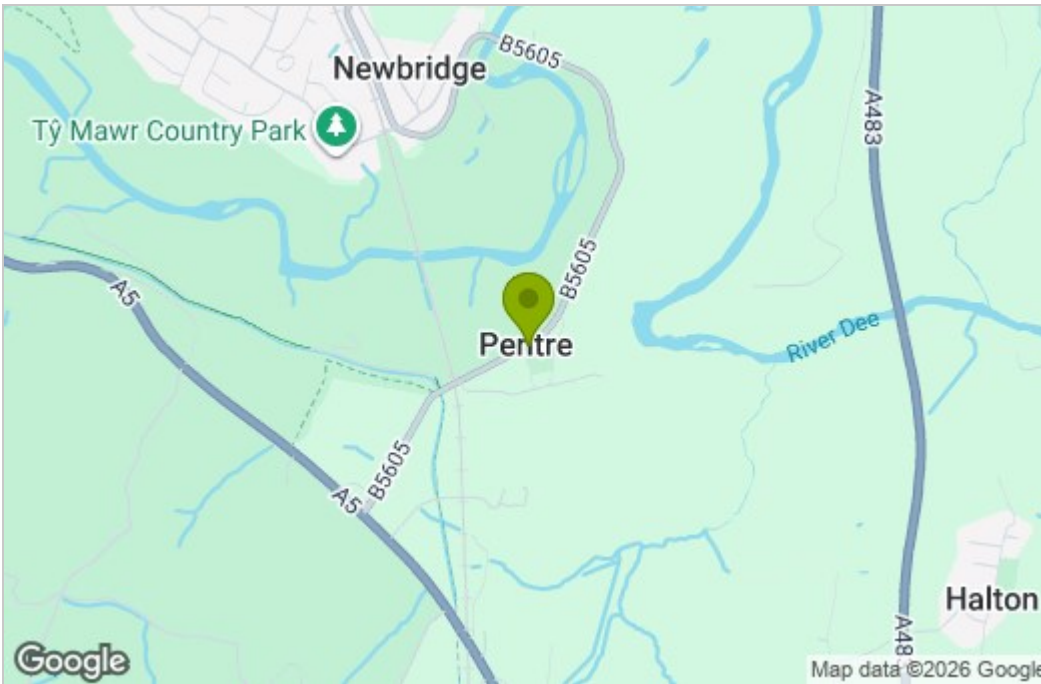 B5605
Newbridge
Tŷ Mawr Country Park
A483
B5605
River Dee
A5
Pentre
B5605
A5
Halton
Google
Map data ©2026 Google